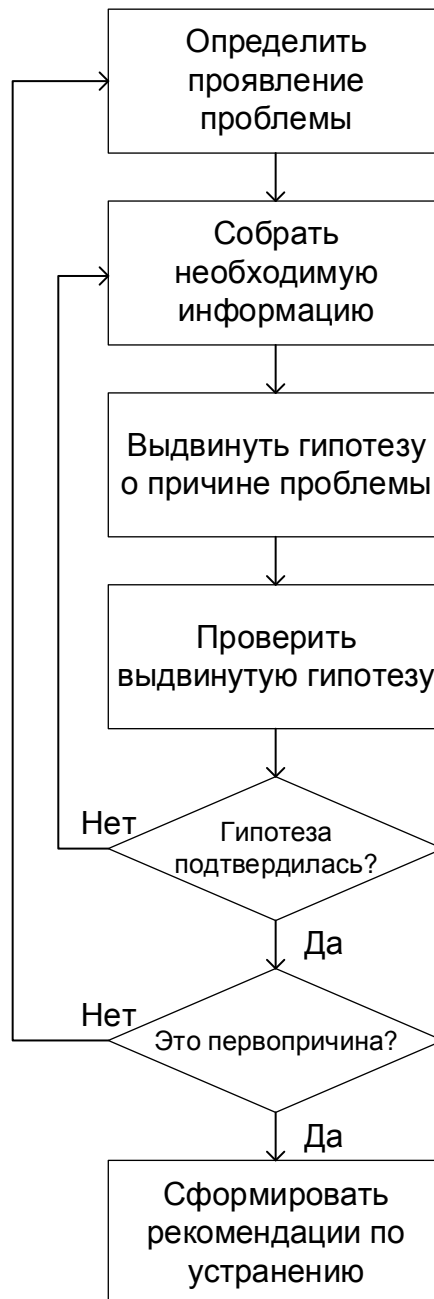 Определить
проявление
проблемы
Собрать
необходимую
информацию
Выдвинуть гипотезу
о причине проблемы
Проверить
выдвинутую гипотезу
Нет
Гипотеза
подтвердилась?
Да
Нет
Это первопричина?
Да
Сформировать
рекомендации по
устранению